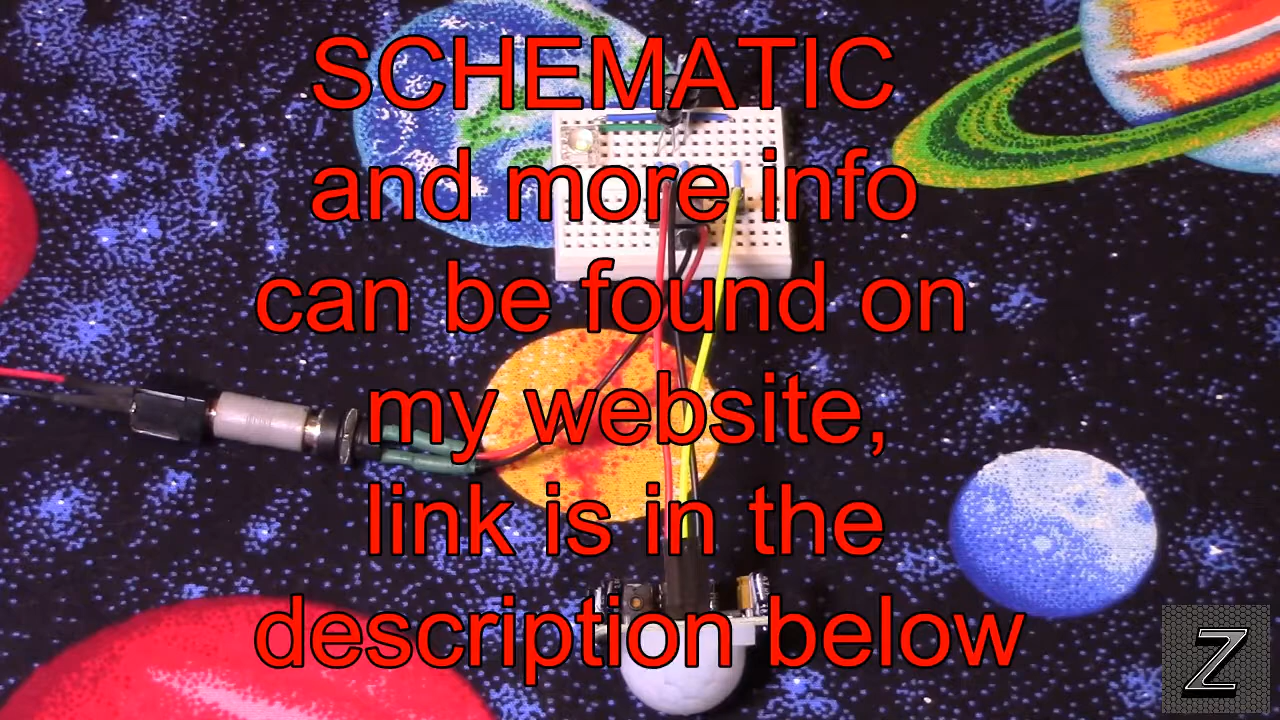 SCHEMATIC
and more info
can be found on
my website,
link is in the
description below
Z